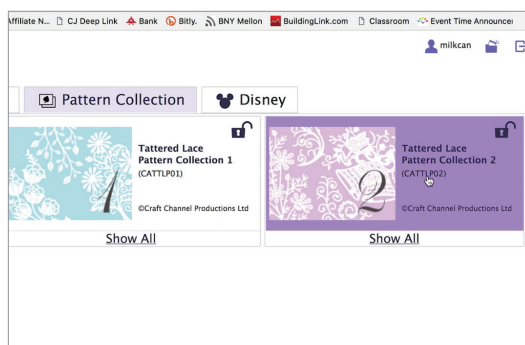 Affiliate N... CJ Deep Link Bank Bitly. BNY Mellon BuildingLink.com Classroom Event Time Announcer
milkcan
Pattern Collection Disney
Tattered Lace
Pattern Collection 1
(CATTLP01)
©Craft Channel Productions Ltd
1
Show All
Tattered Lace
Pattern Collection 2
(CATTLP02)
©Craft Channel Productions Ltd
2
Show All